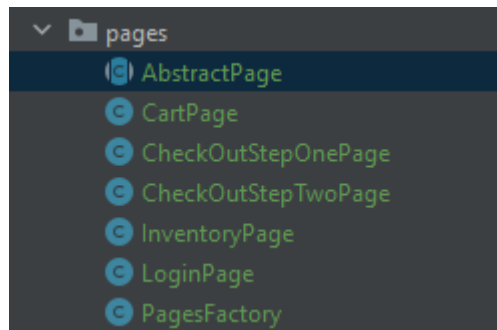 pages
AbstractPage
CartPage
CheckOutStepOnePage
CheckOutStepTwoPage
InventoryPage
LoginPage
PagesFactory